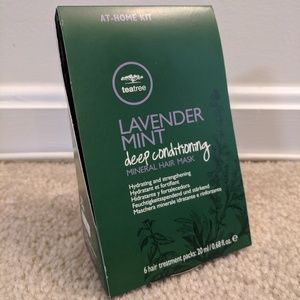 AT-HOME KIT
teatree
LAVENDER
MINT
deep conditioning
MINERAL HAIR MASK
Hydrating and strengthening
Hydratant et fortifiant
Hidratante y fortalecedora
Feuchtigkeitsspendend und stärkend
Maschera minerale idratante e rinforzante
6 hair treatment packs: 20 ml / 0.68 fl. oz. ℮